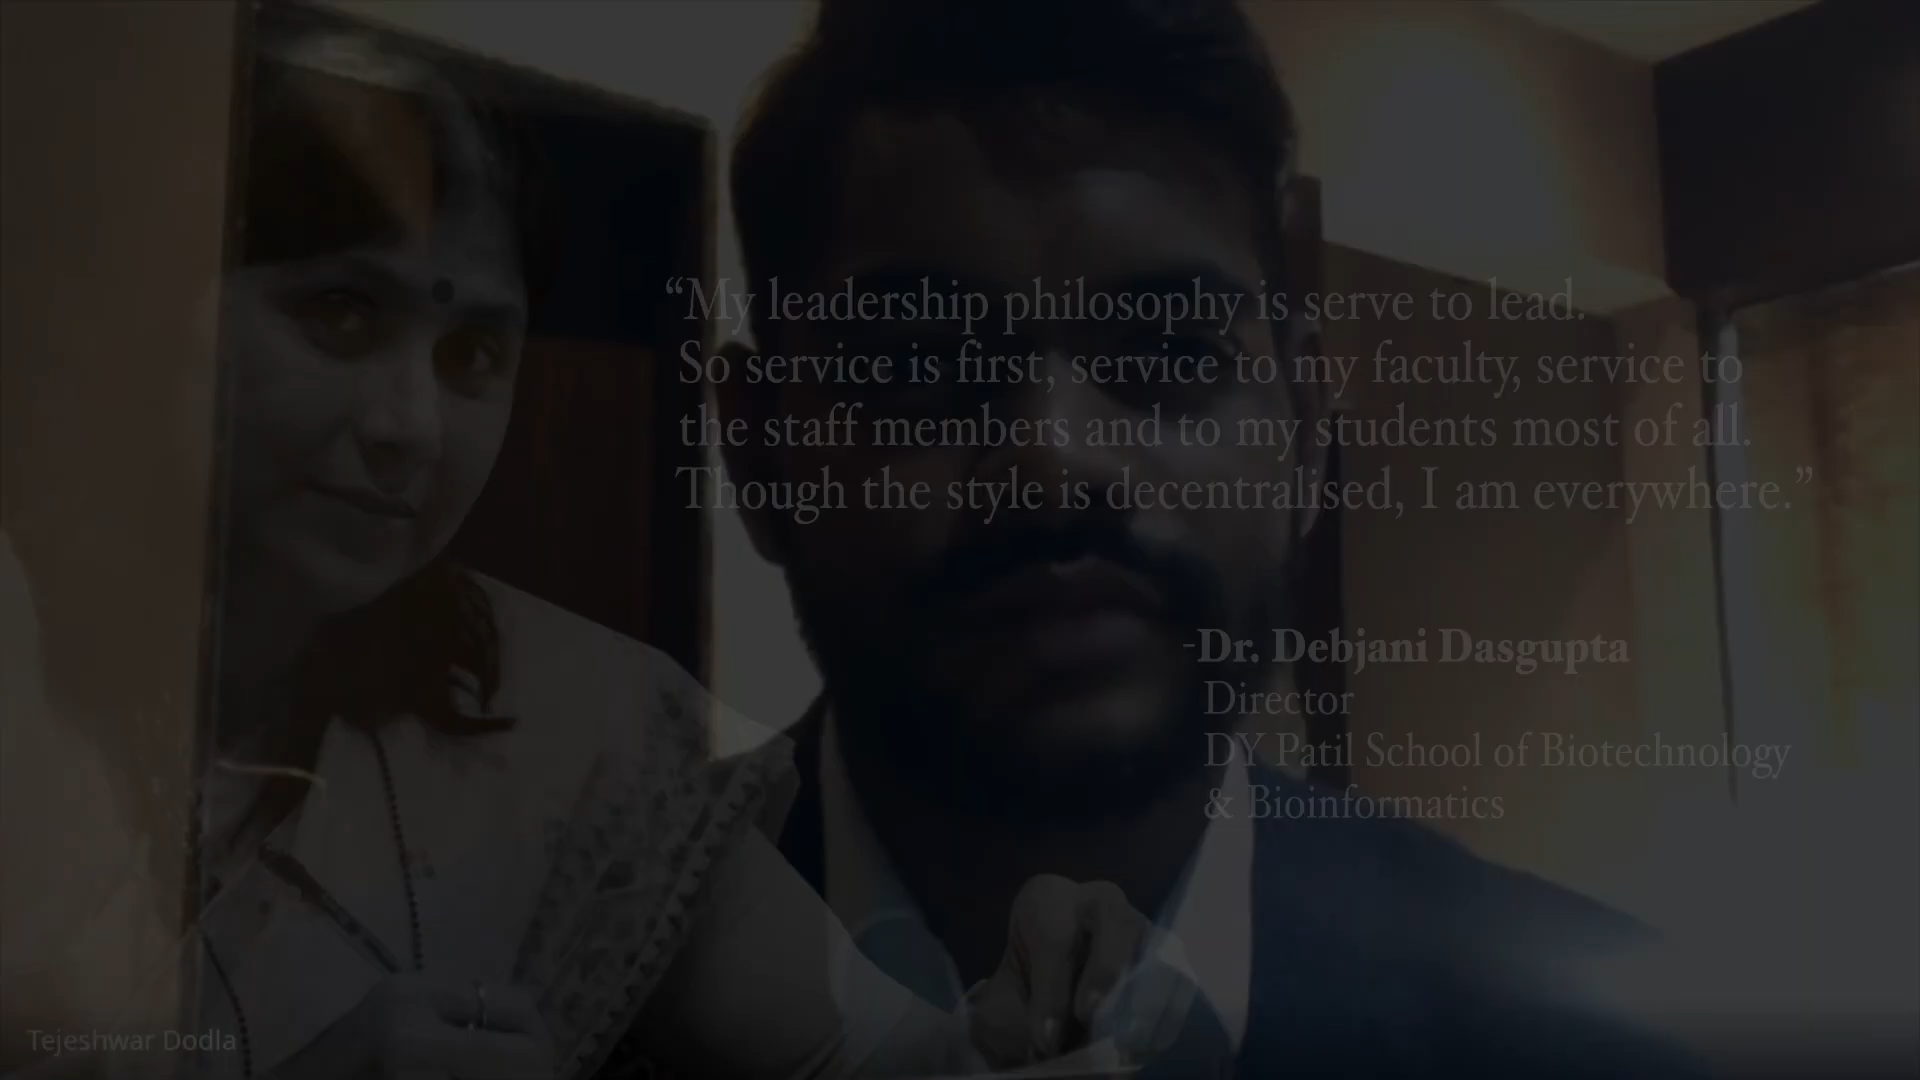 “My leadership philosophy is serve to lead.
So service is first, service to my faculty, service to
the staff members and to my students most of all.
Though the style is decentralised, I am everywhere.”
-Dr. Debjani Dasgupta
Director
DY Patil School of Biotechnology
& Bioinformatics
Tejeshwar Dodla